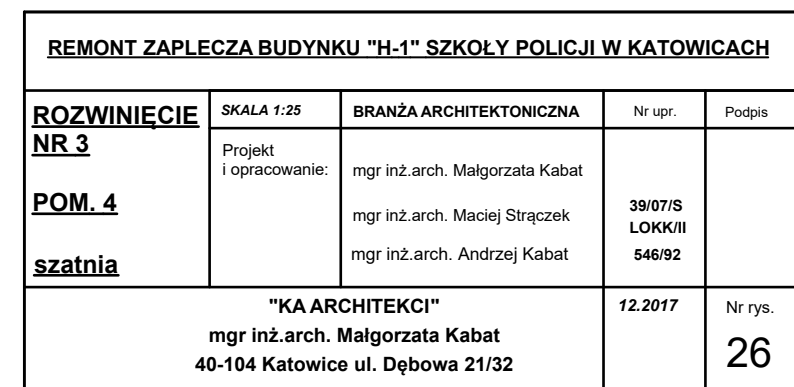 REMONT ZAPLECZA BUDYNKU "H-1" SZKOŁY POLICJI W KATOWICACH
ROZWINIĘCIE
NR 3
POM. 4
szatnia
SKALA 1:25
BRANŻA ARCHITEKTONICZNA
Nr upr.
Podpis
Projekt
i opracowanie:
mgr inż.arch. Małgorzata Kabat
mgr inż.arch. Maciej Strączek
mgr inż.arch. Andrzej Kabat
39/07/S
LOKK/II
546/92
"KA ARCHITEKCI"
mgr inż.arch. Małgorzata Kabat
40-104 Katowice ul. Dębowa 21/32
12.2017
Nr rys.
26